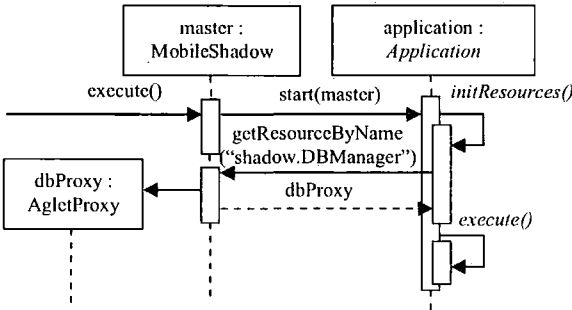 master :
MobileShadow
application :
Application
execute()
start(master)
initResources()
getResourceByName
("shadow.DBManager")
dbProxy :
AgletProxy
dbProxy
execute()